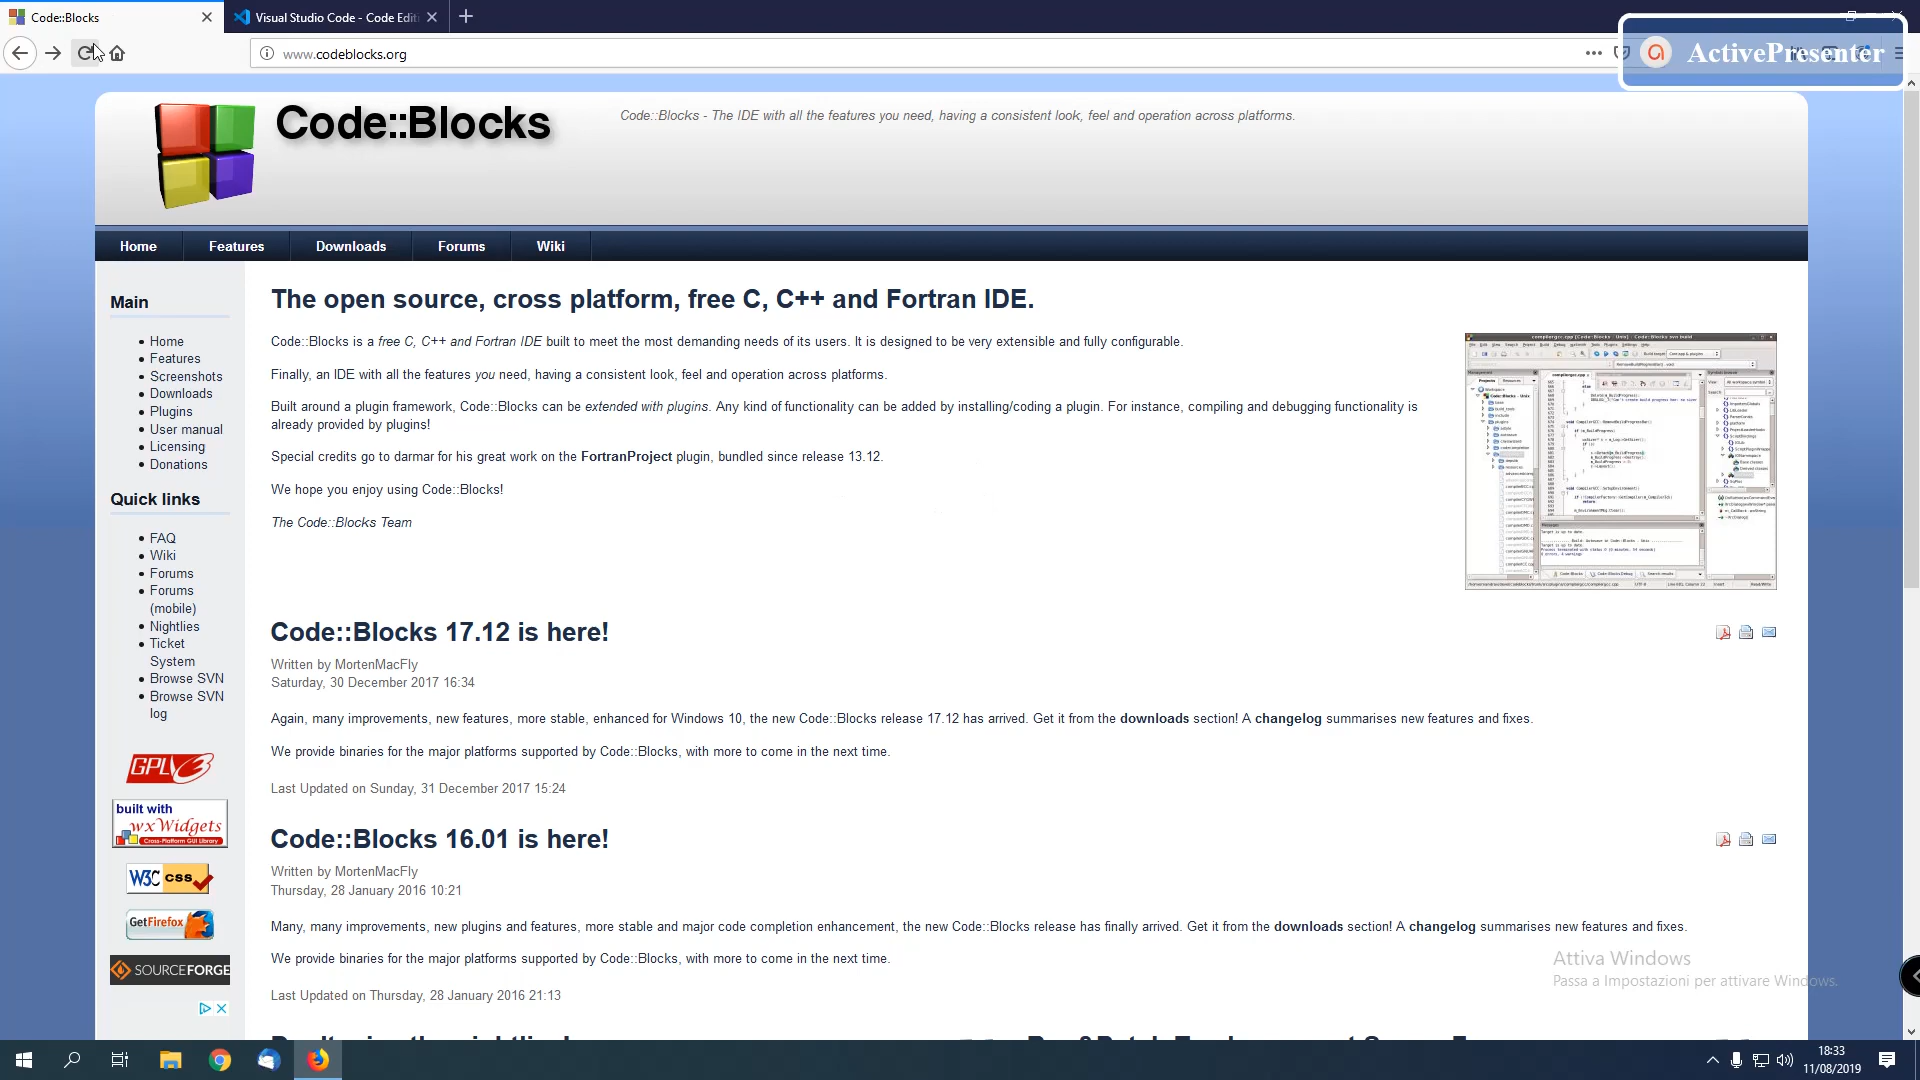 Code::Blocks
Visual Studio Code - Code Edit
www.codeblocks.org
ActivePresenter
Code::Blocks
Code::Blocks - The IDE with all the features you need, having a consistent look, feel and operation across platforms.
Home
Features
Downloads
Forums
Wiki
Main
Home
Features
Screenshots
Downloads
Plugins
User manual
Licensing
Donations
Quick links
FAQ
Wiki
Forums
Forums
(mobile)
Nightlies
Ticket
System
Browse SVN
Browse SVN
log
GPLv3
built with
wxWidgets
Cross-Platform GUI Library
W3C css
GetFirefox
SOURCEFORGE
The open source, cross platform, free C, C++ and Fortran IDE.
Code::Blocks is a free C, C++ and Fortran IDE built to meet the most demanding needs of its users. It is designed to be very extensible and fully configurable.
Finally, an IDE with all the features you need, having a consistent look, feel and operation across platforms.
Built around a plugin framework, Code::Blocks can be extended with plugins. Any kind of functionality can be added by installing/coding a plugin. For instance, compiling and debugging functionality is
already provided by plugins!
Special credits go to darmar for his great work on the FortranProject plugin, bundled since release 13.12.
We hope you enjoy using Code::Blocks!
The Code::Blocks Team
Code::Blocks 17.12 is here!
Written by MortenMacFly
Saturday, 30 December 2017 16:34
Again, many improvements, new features, more stable, enhanced for Windows 10, the new Code::Blocks release 17.12 has arrived. Get it from the downloads section! A changelog summarises new features and fixes.
We provide binaries for the major platforms supported by Code::Blocks, with more to come in the next time.
Last Updated on Sunday, 31 December 2017 15:24
Code::Blocks 16.01 is here!
Written by MortenMacFly
Thursday, 28 January 2016 10:21
Many, many improvements, new plugins and features, more stable and major code completion enhancement, the new Code::Blocks release has finally arrived. Get it from the downloads section! A changelog summarises new features and fixes.
We provide binaries for the major platforms supported by Code::Blocks, with more to come in the next time.
Last Updated on Thursday, 28 January 2016 21:13
Attiva Windows
Passa a Impostazioni per attivare Windows.
18:33
11/08/2019